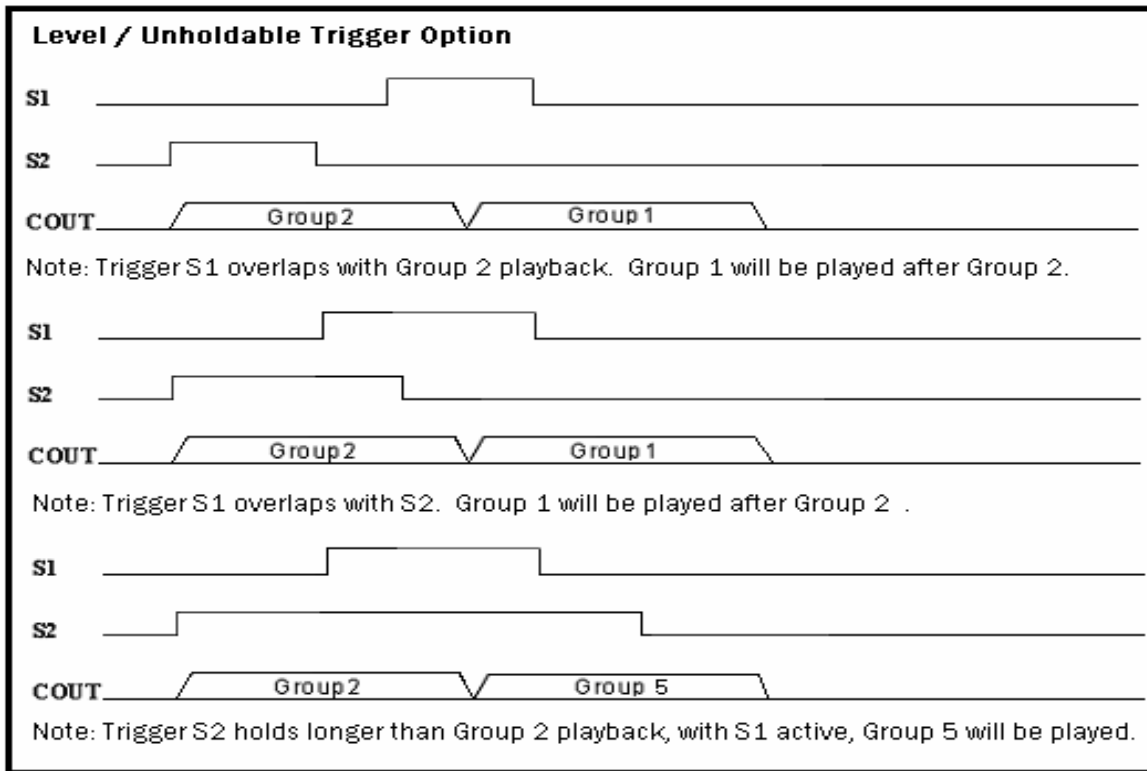 Level / Unholdable Trigger Option
S1
S2
COUT Group2 Group 1
Note: Trigger S1 overlaps with Group 2 playback. Group 1 will be played after Group 2.
S1
S2
COUT Group2 Group 1
Note: Trigger S1 overlaps with S2. Group 1 will be played after Group 2 .
S1
S2
COUT Group2 Group 5
Note: Trigger S2 holds longer than Group 2 playback, with S1 active, Group 5 will be played.